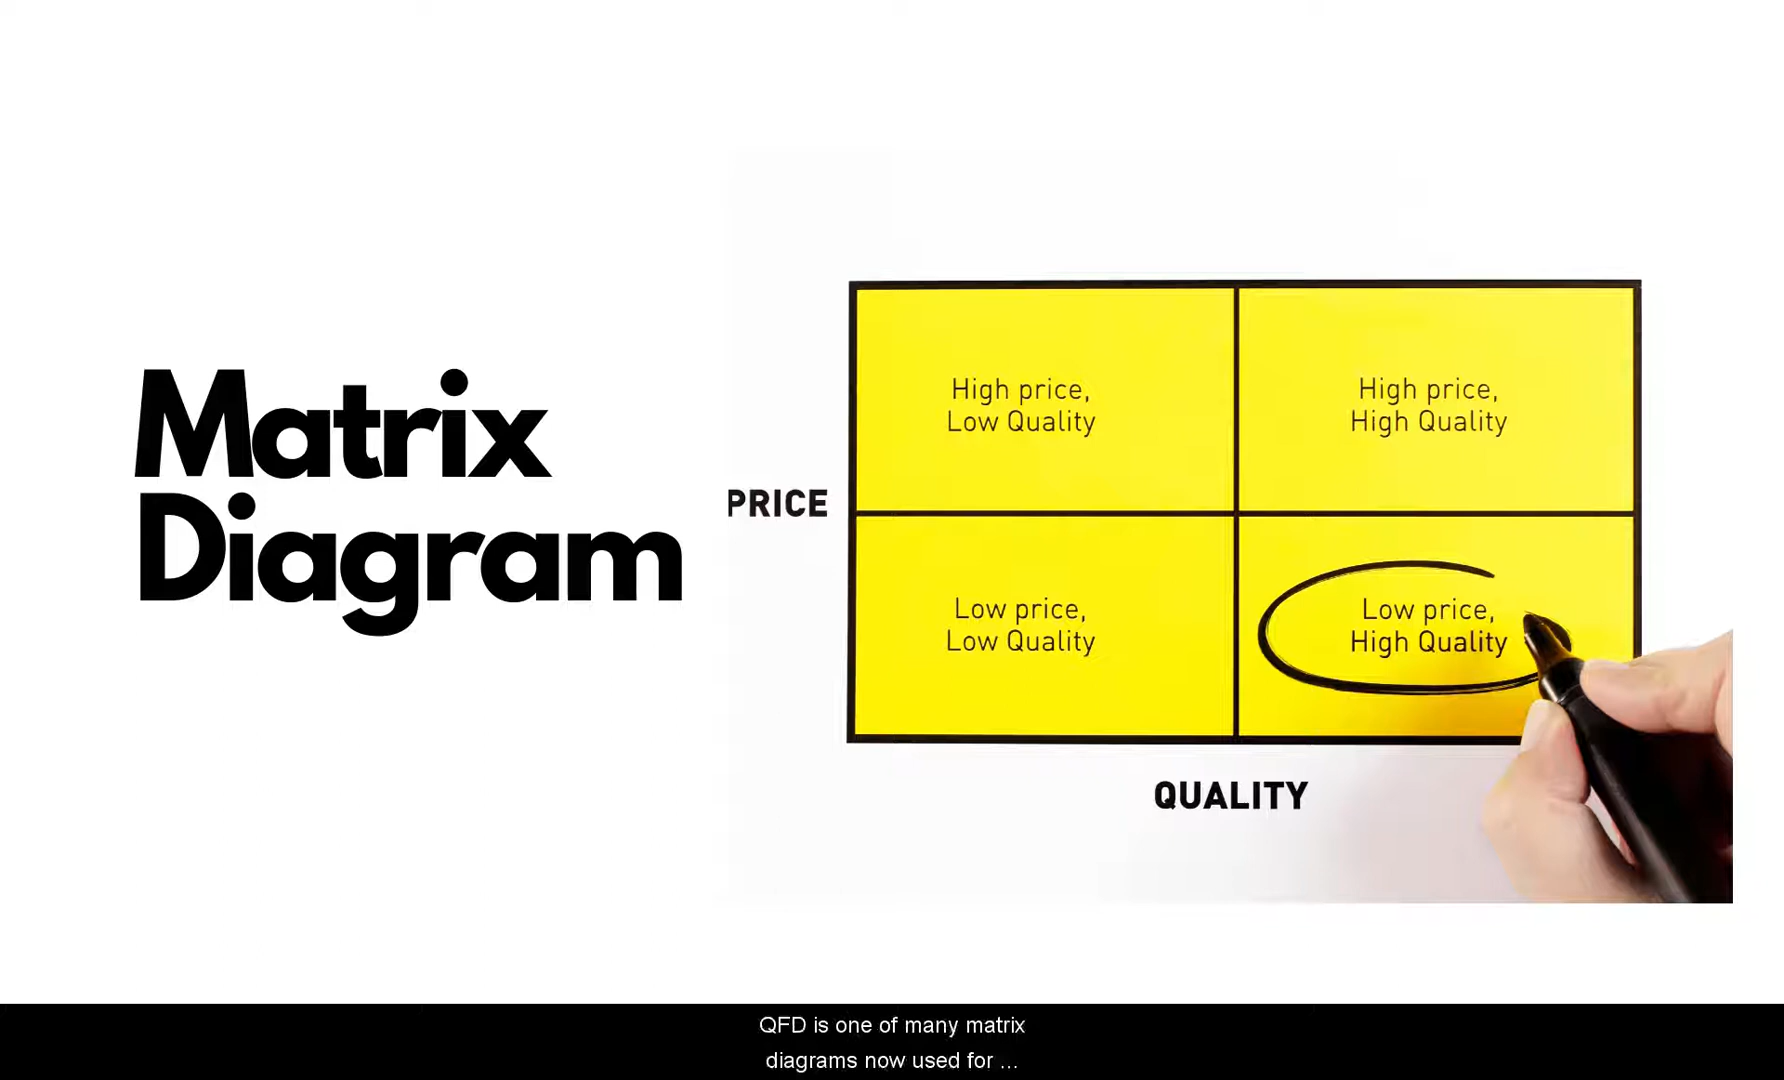 Matrix
Diagram
PRICE
High price,
Low Quality
High price,
High Quality
Low price,
Low Quality
Low price,
High Quality
QUALITY
QFD is one of many matrix
diagrams now used for ...